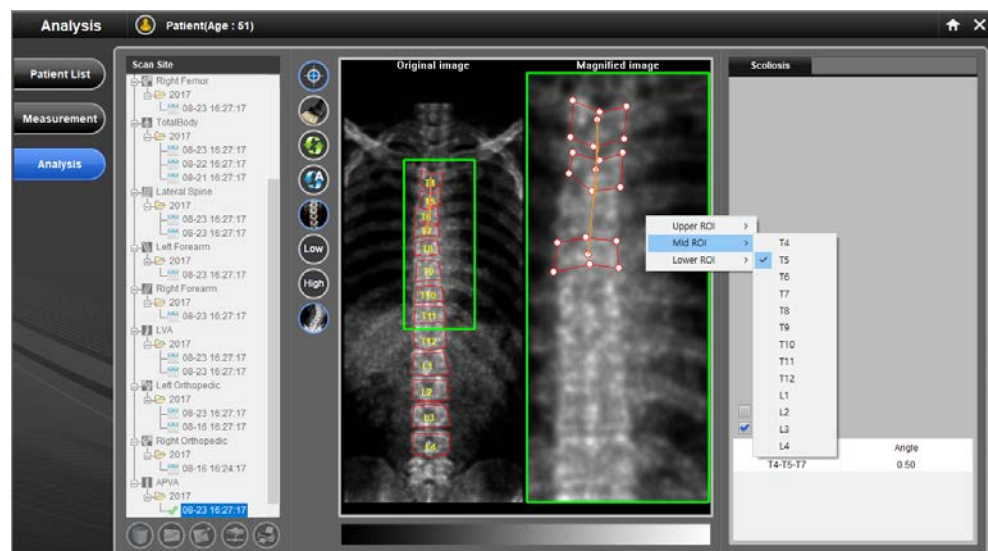 Analysis
Patient(Age : 51)
Patient List
Measurement
Analysis
Scan Site
Right Femur
2017
08-23 16:27:17
TotalBody
2017
08-23 16:27:17
08-22 16:27:17
08-21 16:27:17
Lateral Spine
2017
08-23 16:27:17
08-23 16:27:17
Left Forearm
2017
08-23 16:27:17
Right Forearm
2017
08-23 16:27:17
LVA
2017
08-23 16:27:17
08-23 16:27:17
Left Orthopedic
2017
08-23 16:27:17
08-16 16:27:17
Right Orthopedic
2017
08-16 16:24:17
APVA
2017
08-23 16:27:17
A
Low
High
Original image
T4
T5
T6
T7
T8
T9
T10
T11
T12
L1
L2
L3
L4
Magnified image
Upper ROI >
Mid ROI >
Lower ROI >
T4
T5
T6
T7
T8
T9
T10
T11
T12
L1
L2
L3
L4
Scoliosis
Angle
T4-T5-T7 0.50